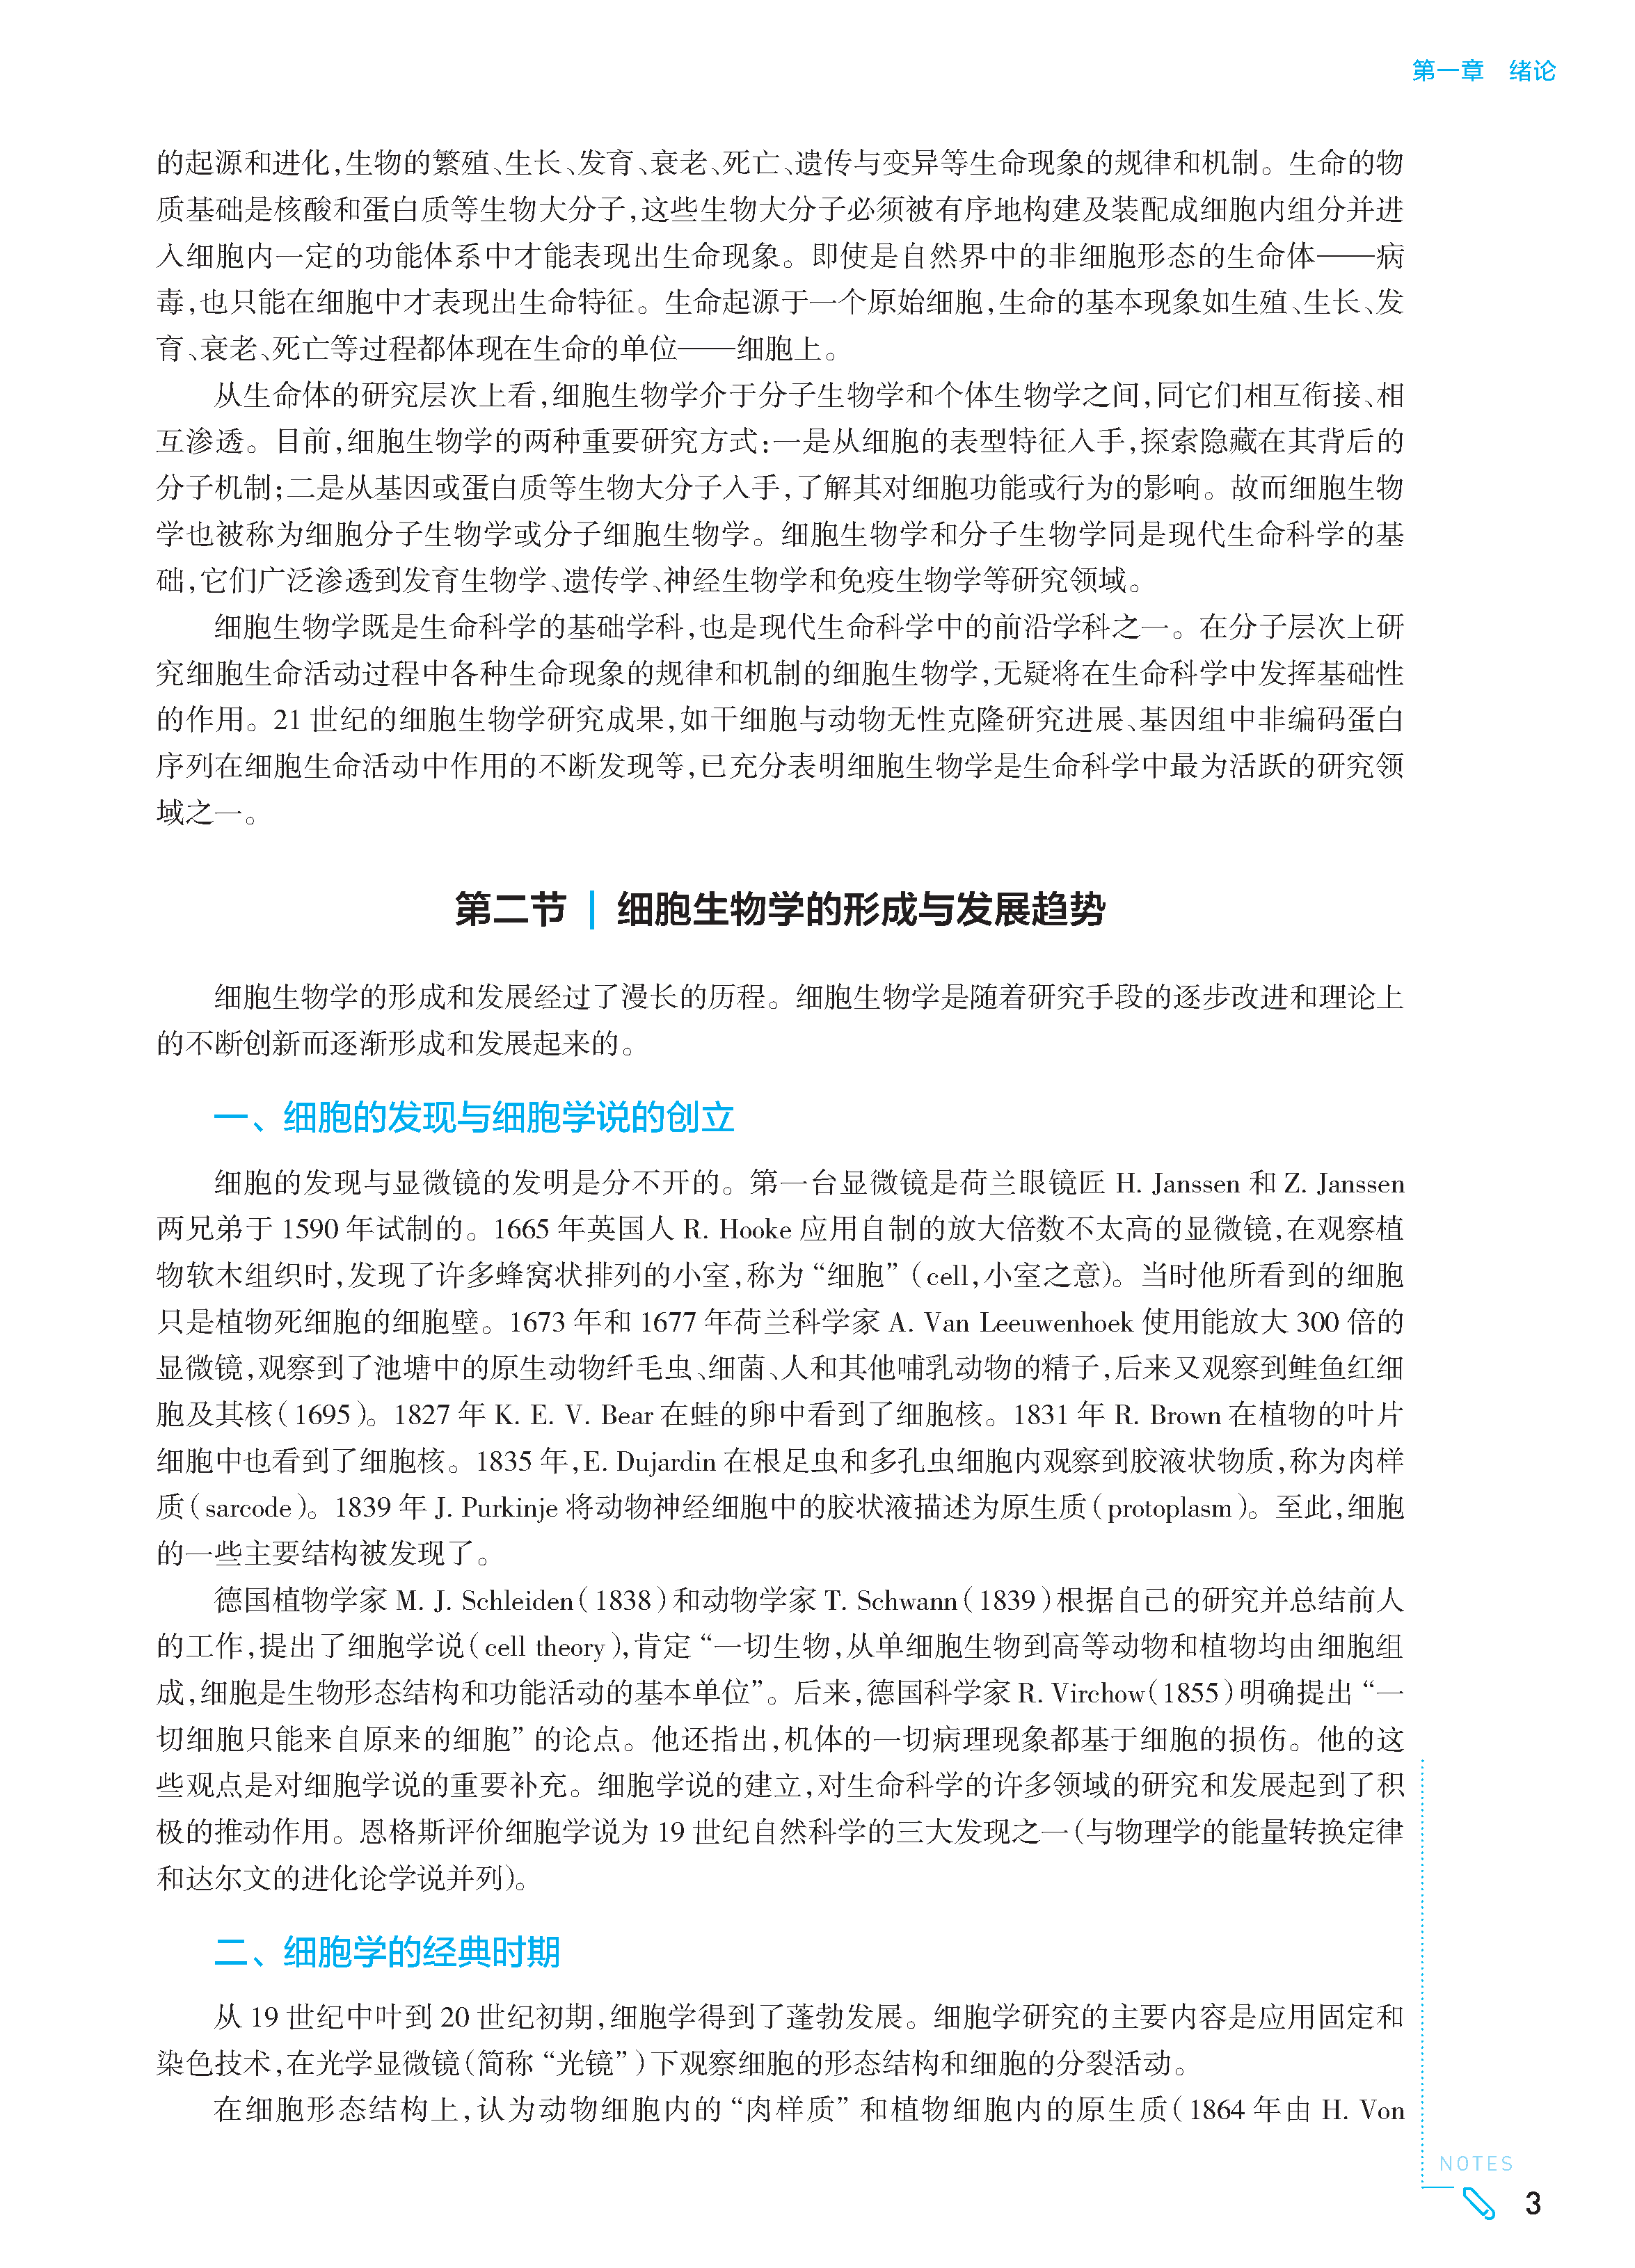 第一章 绪论
的起源和进化,生物的繁殖、生长、发育、衰老、死亡、遗传与变异等生命现象的规律和机制。生命的物
质基础是核酸和蛋白质等生物大分子,这些生物大分子必须被有序地构建及装配成细胞内组分并进
入细胞内一定的功能体系中才能表现出生命现象。即使是自然界中的非细胞形态的生命体——病
毒,也只能在细胞中才表现出生命特征。生命起源于一个原始细胞,生命的基本现象如生殖、生长、发
育、衰老、死亡等过程都体现在生命的单位——细胞上。
从生命体的研究层次上看,细胞生物学介于分子生物学和个体生物学之间,同它们相互衔接、相
互渗透。目前,细胞生物学的两种重要研究方式:一是从细胞的表型特征入手,探索隐藏在其背后的
分子机制;二是从基因或蛋白质等生物大分子入手,了解其对细胞功能或行为的影响。故而细胞生物
学也被称为细胞分子生物学或分子细胞生物学。细胞生物学和分子生物学同是现代生命科学的基
础,它们广泛渗透到发育生物学、遗传学、神经生物学和免疫生物学等研究领域。
细胞生物学既是生命科学的基础学科,也是现代生命科学中的前沿学科之一。在分子层次上研
究细胞生命活动过程中各种生命现象的规律和机制的细胞生物学,无疑将在生命科学中发挥基础性
的作用。21 世纪的细胞生物学研究成果,如干细胞与动物无性克隆研究进展、基因组中非编码蛋白
序列在细胞生命活动中作用的不断发现等,已充分表明细胞生物学是生命科学中最为活跃的研究领
域之一。
第二节 | 细胞生物学的形成与发展趋势
细胞生物学的形成和发展经过了漫长的历程。细胞生物学是随着研究手段的逐步改进和理论上
的不断创新而逐渐形成和发展起来的。
一、细胞的发现与细胞学说的创立
细胞的发现与显微镜的发明是分不开的。第一台显微镜是荷兰眼镜匠 H. Janssen 和 Z. Janssen
两兄弟于 1590 年试制的。1665 年英国人 R. Hooke 应用自制的放大倍数不太高的显微镜,在观察植
物软木组织时,发现了许多蜂窝状排列的小室,称为“细胞”(cell,小室之意)。当时他所看到的细胞
只是植物死细胞的细胞壁。1673 年和 1677 年荷兰科学家 A. Van Leeuwenhoek 使用能放大 300 倍的
显微镜,观察到了池塘中的原生动物纤毛虫、细菌、人和其他哺乳动物的精子,后来又观察到鲑鱼红细
胞及其核(1695)。1827 年 K. E. V. Bear 在蛙的卵中看到了细胞核。1831 年 R. Brown 在植物的叶片
细胞中也看到了细胞核。1835 年,E. Dujardin 在根足虫和多孔虫细胞内观察到胶液状物质,称为肉样
质(sarcode)。1839 年 J. Purkinje 将动物神经细胞中的胶状液描述为原生质(protoplasm)。至此,细胞
的一些主要结构被发现了。
德国植物学家 M. J. Schleiden(1838)和动物学家 T. Schwann(1839)根据自己的研究并总结前人
的工作,提出了细胞学说(cell theory),肯定“一切生物,从单细胞生物到高等动物和植物均由细胞组
成,细胞是生物形态结构和功能活动的基本单位”。后来,德国科学家 R. Virchow(1855)明确提出“一
切细胞只能来自原来的细胞”的论点。他还指出,机体的一切病理现象都基于细胞的损伤。他的这
些观点是对细胞学说的重要补充。细胞学说的建立,对生命科学的许多领域的研究和发展起到了积
极的推动作用。恩格斯评价细胞学说为 19 世纪自然科学的三大发现之一(与物理学的能量转换定律
和达尔文的进化论学说并列)。
二、细胞学的经典时期
从 19 世纪中叶到 20 世纪初期,细胞学得到了蓬勃发展。细胞学研究的主要内容是应用固定和
染色技术,在光学显微镜(简称“光镜”)下观察细胞的形态结构和细胞的分裂活动。
在细胞形态结构上,认为动物细胞内的“肉样质”和植物细胞内的原生质(1864 年由 H. Von
NOTES
3